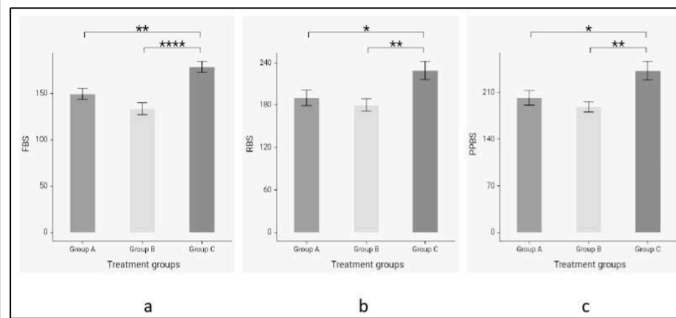 **
****
FBS
150
100
50
0
Group A Group B Group C
Treatment groups
a
*
**
RBS
240
180
120
60
0
Group A Group B Group C
Treatment groups
b
*
**
PPBS
210
140
70
0
Group A Group B Group C
Treatment groups
c